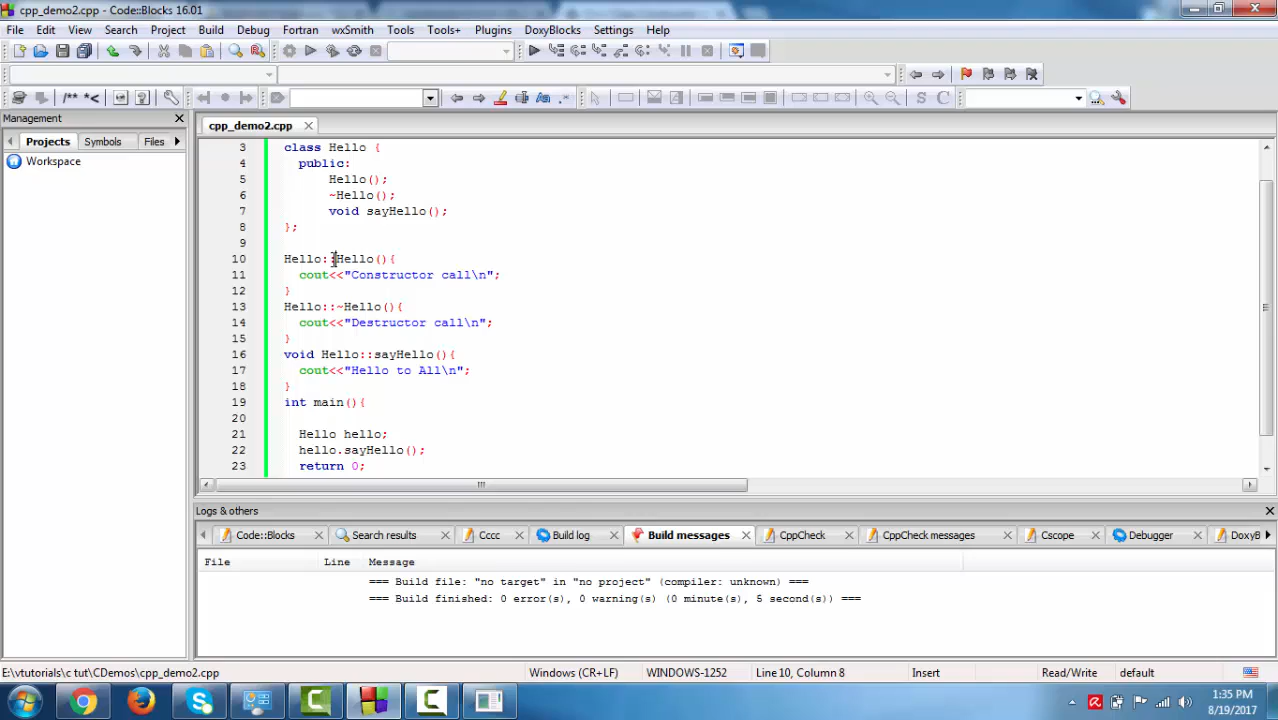 cpp_demo2.cpp - Code::Blocks 16.01
File Edit View Search Project Build Debug Fortran wxSmith Tools Tools+ Plugins DoxyBlocks Settings Help
/** *<
S C
Management
cpp_demo2.cpp
Projects Symbols Files
Workspace
3 class Hello {
4 public:
5 Hello();
6 ~Hello();
7 void sayHello();
8 };
9
10 Hello::Hello(){
11 cout<<"Constructor call\n";
12 }
13 Hello::~Hello(){
14 cout<<"Destructor call\n";
15 }
16 void Hello::sayHello(){
17 cout<<"Hello to All\n";
18 }
19 int main(){
20
21 Hello hello;
22 hello.sayHello();
23 return 0;
Logs & others
Code::Blocks Search results Cccc Build log Build messages CppCheck CppCheck messages Cscope Debugger DoxyB
File Line Message
=== Build file: "no target" in "no project" (compiler: unknown) ===
=== Build finished: 0 error(s), 0 warning(s) (0 minute(s), 5 second(s)) ===
E:\vtutorials\c tut\CDemos\cpp_demo2.cpp Windows (CR+LF) WINDOWS-1252 Line 10, Column 8 Insert Read/Write default
1:35 PM
8/19/2017